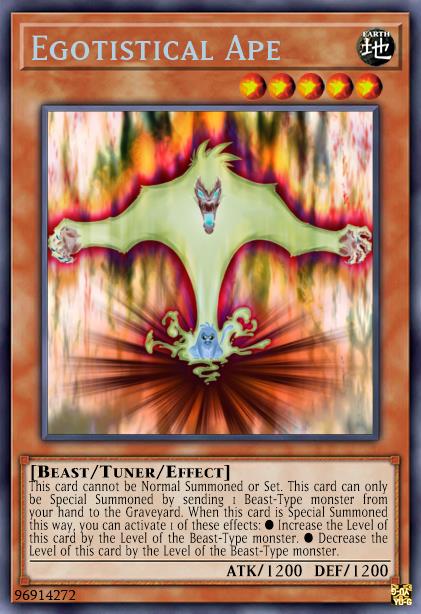 Egotistical Ape
EARTH
地
[Beast/Tuner/Effect]
This card cannot be Normal Summoned or Set. This card can only
be Special Summoned by sending 1 Beast-Type monster from
your hand to the Graveyard. When this card is Special Summoned
this way, you can activate 1 of these effects: ● Increase the Level of
this card by the Level of the Beast-Type monster. ● Decrease the
Level of this card by the Level of the Beast-Type monster.
ATK/1200 DEF/1200
96914272